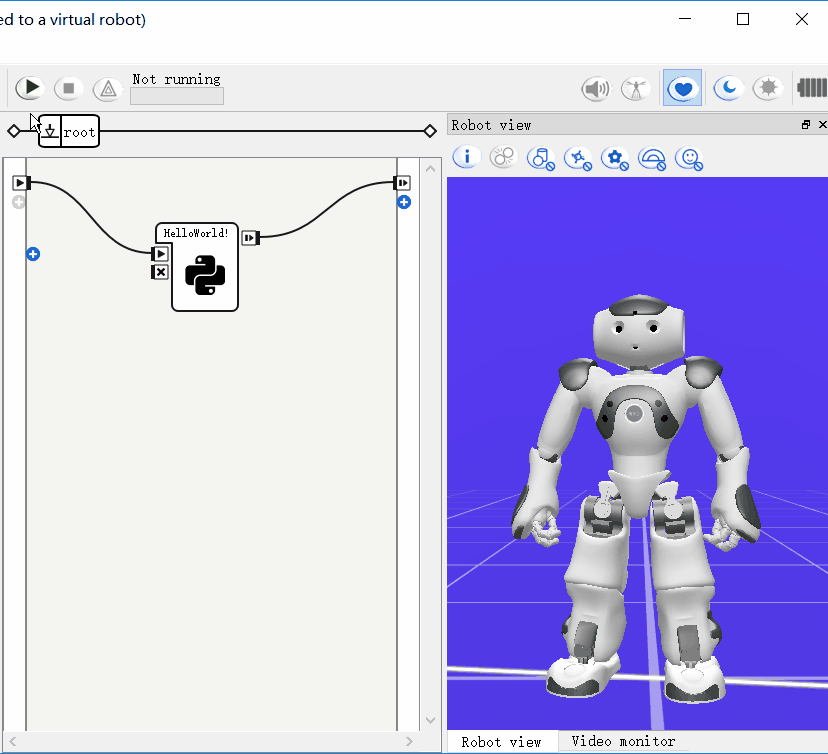 ed to a virtual robot)
Not running
root
Robot view
HelloWorld!
Robot view
Video monitor